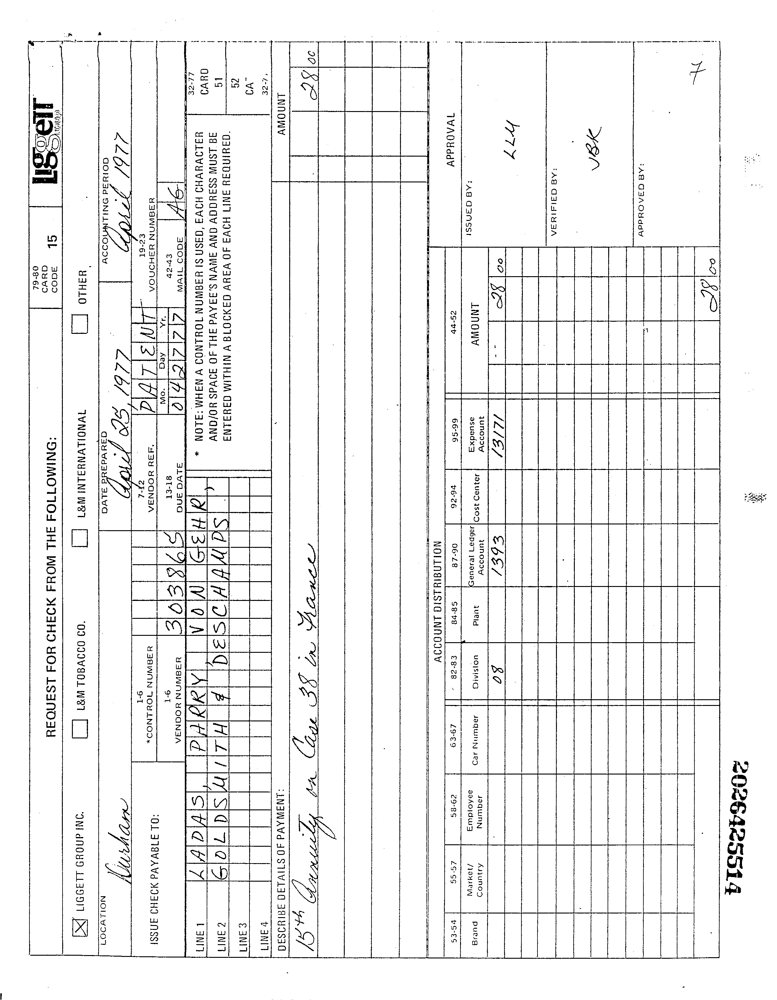 REQUEST FOR CHECK FROM THE FOLLOWING:
79-80
CARD
CODE 15
Liggett
☒ LIGGETT GROUP INC. ☐ L&M TOBACCO CO. ☐ L&M INTERNATIONAL ☐ OTHER
LOCATION
Durham
DATE PREPARED
April 25, 1977
ACCOUNTING PERIOD
April 1977
ISSUE CHECK PAYABLE TO:
1-6
*CONTROL NUMBER
7-12
VENDOR REF.
PATENT
19-23
VOUCHER NUMBER
1-6
VENDOR NUMBER
303865
13-18
DUE DATE
Mo. Day Yr.
042777
42-43
MAIL CODE
A6
LINE 1 LADAS, PARRY, VON GEHR,
LINE 2 GOLDSMITH & DESCHAMPS
LINE 3
LINE 4
* NOTE: WHEN A CONTROL NUMBER IS USED, EACH CHARACTER
AND/OR SPACE OF THE PAYEE'S NAME AND ADDRESS MUST BE
ENTERED WITHIN A BLOCKED AREA OF EACH LINE REQUIRED.
32-77
CARD
51
52
CA
32-7
DESCRIBE DETAILS OF PAYMENT:
AMOUNT
15th Annuity on Case 38 in France 28 00
ACCOUNT DISTRIBUTION
APPROVAL
53-54 55-57 58-62 63-67 82-83 84-85 87-90 92-94 95-99 44-52
Brand
Market/
Country
Employee
Number
Car Number
Division
Plant
General Ledger
Account
Cost Center
Expense
Account
AMOUNT
08 1393 13171 28 00
28 00
ISSUED BY:
LLM
VERIFIED BY:
VBK
APPROVED BY:
7
2026425514